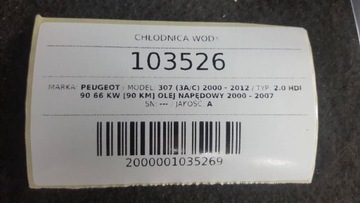 CHŁODNICA WODY
103526
MARKA: PEUGEOT / MODEL: 307 (3A/C) 2000 - 2012 / TYP: 2.0 HDI
90 66 KW [90 KM] OLEJ NAPĘDOWY 2000 - 2007
SN: --- / JAKOŚĆ: A
2000001035269